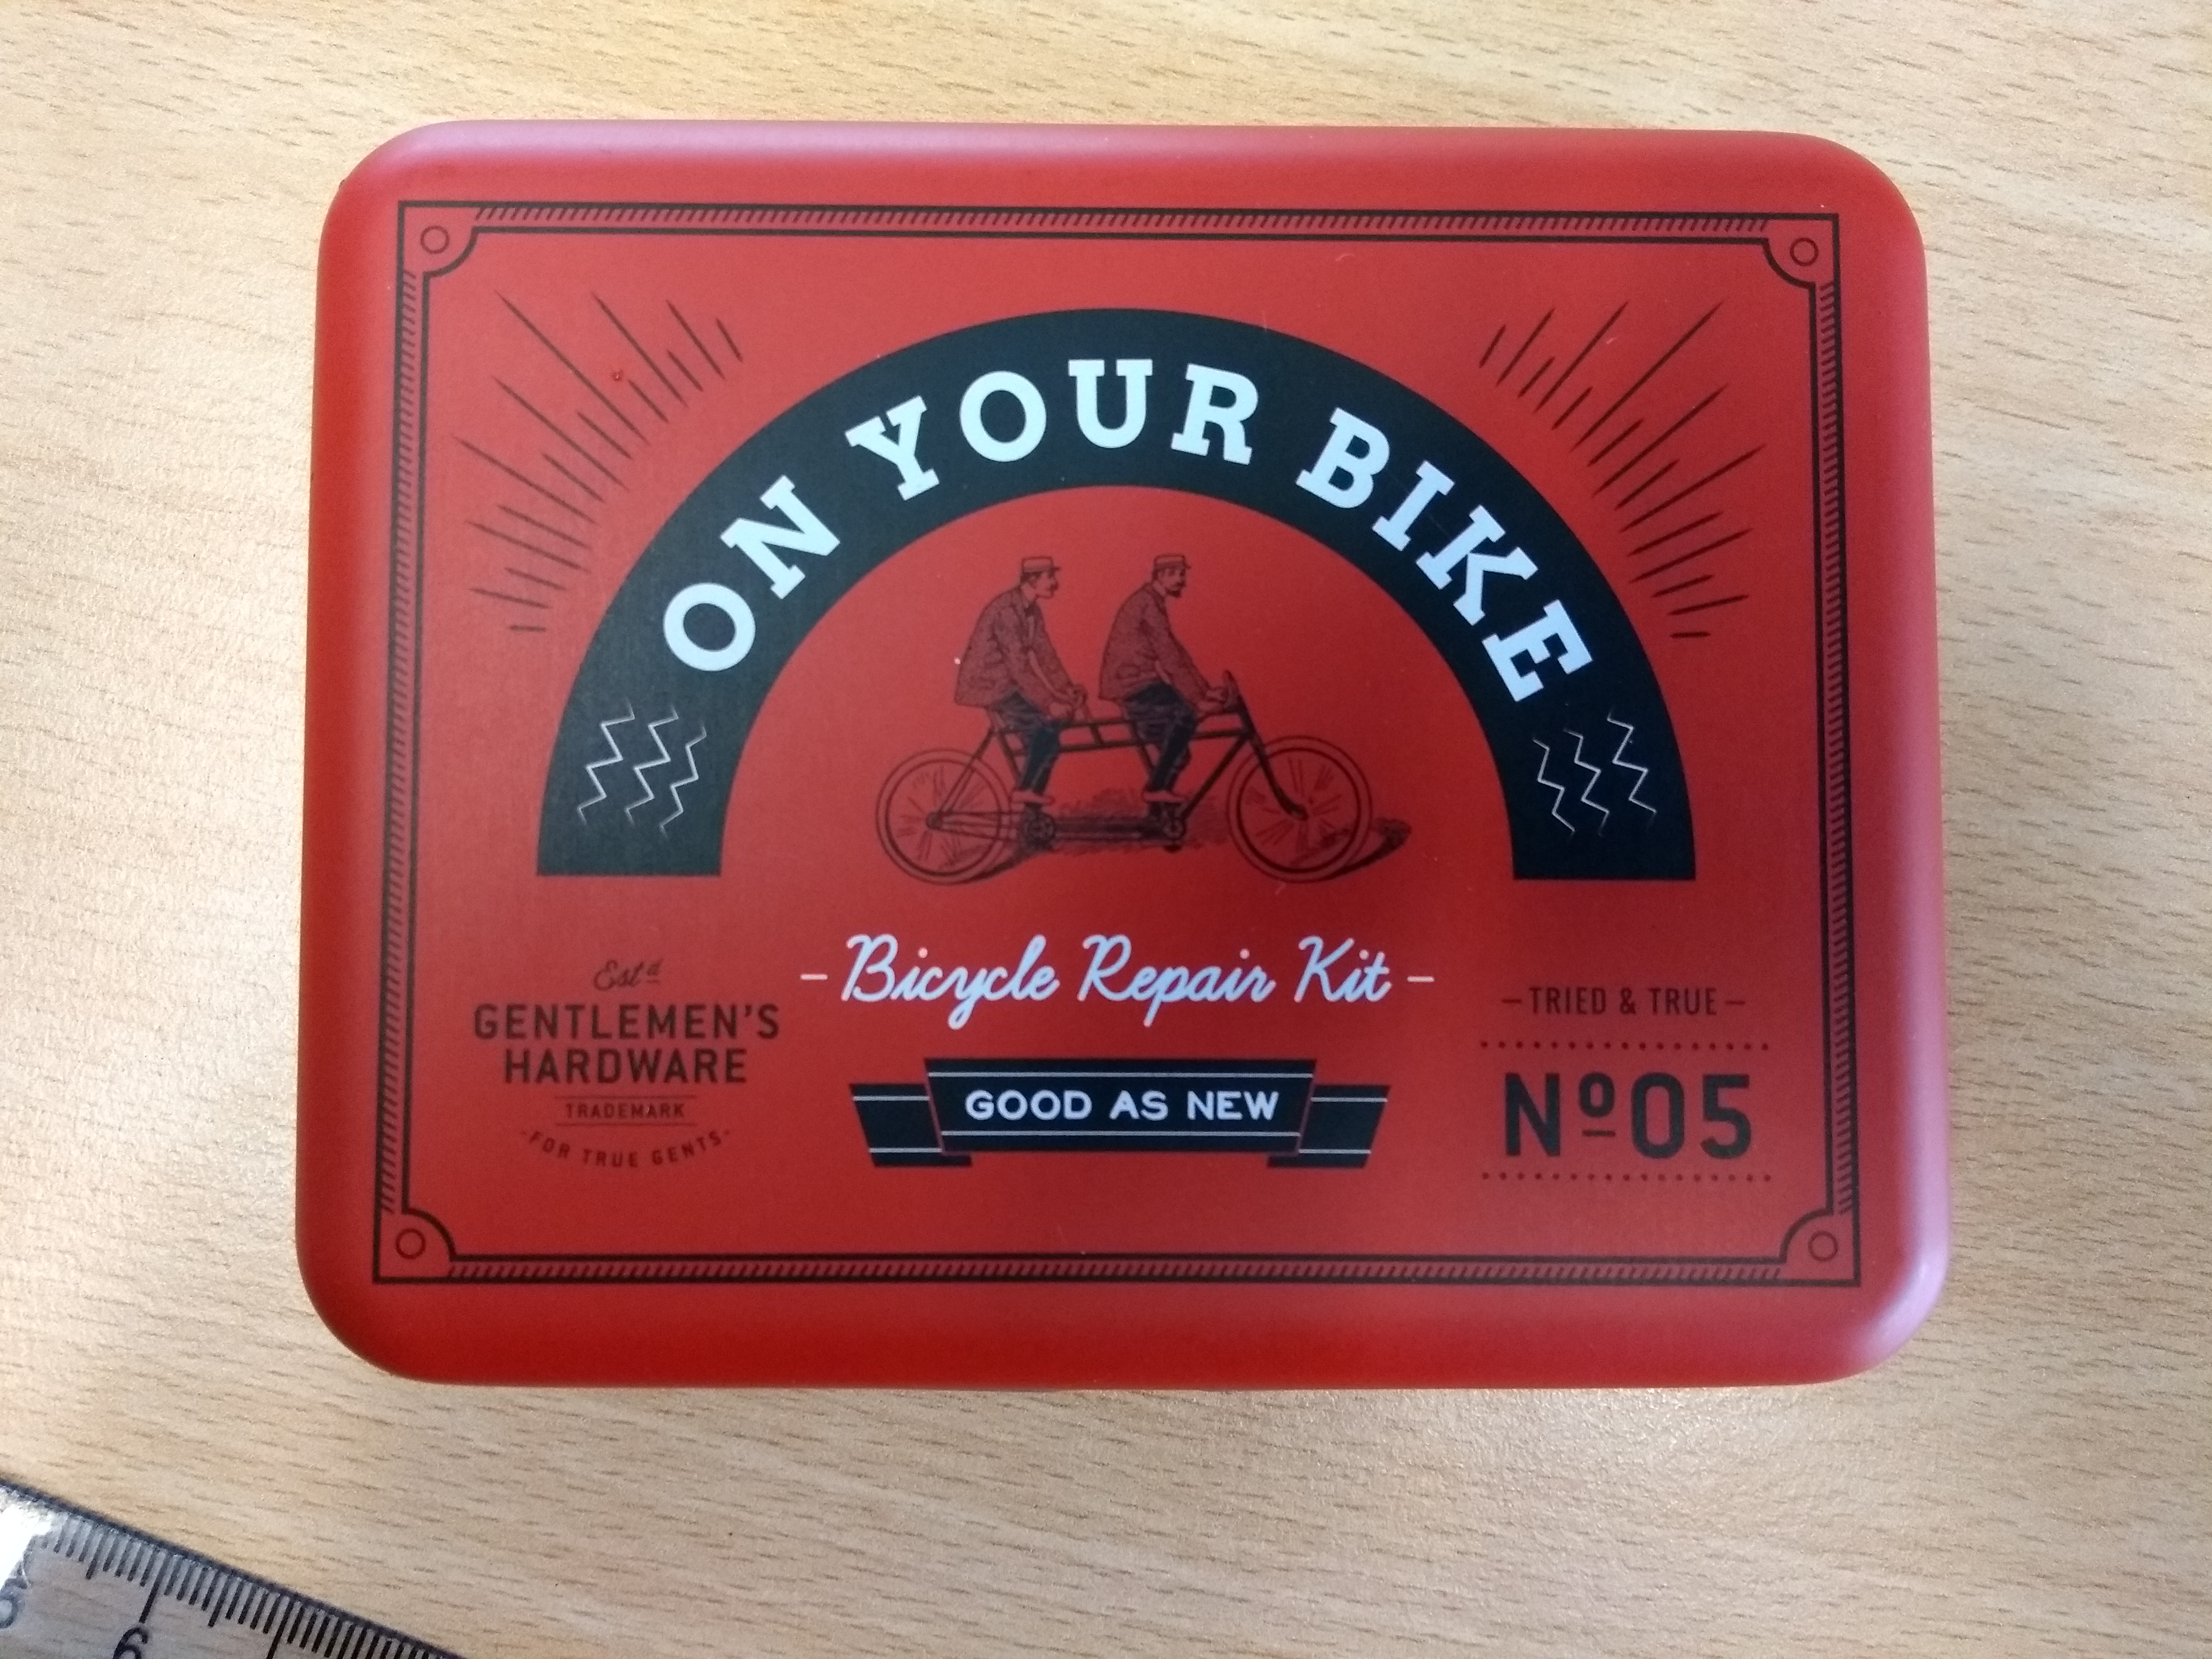 ON YOUR BIKE
Bicycle Repair Kit
GOOD AS NEW
Estd
GENTLEMEN'S
HARDWARE
TRADEMARK
-FOR TRUE GENTS-
-TRIED & TRUE-
Nº05
6